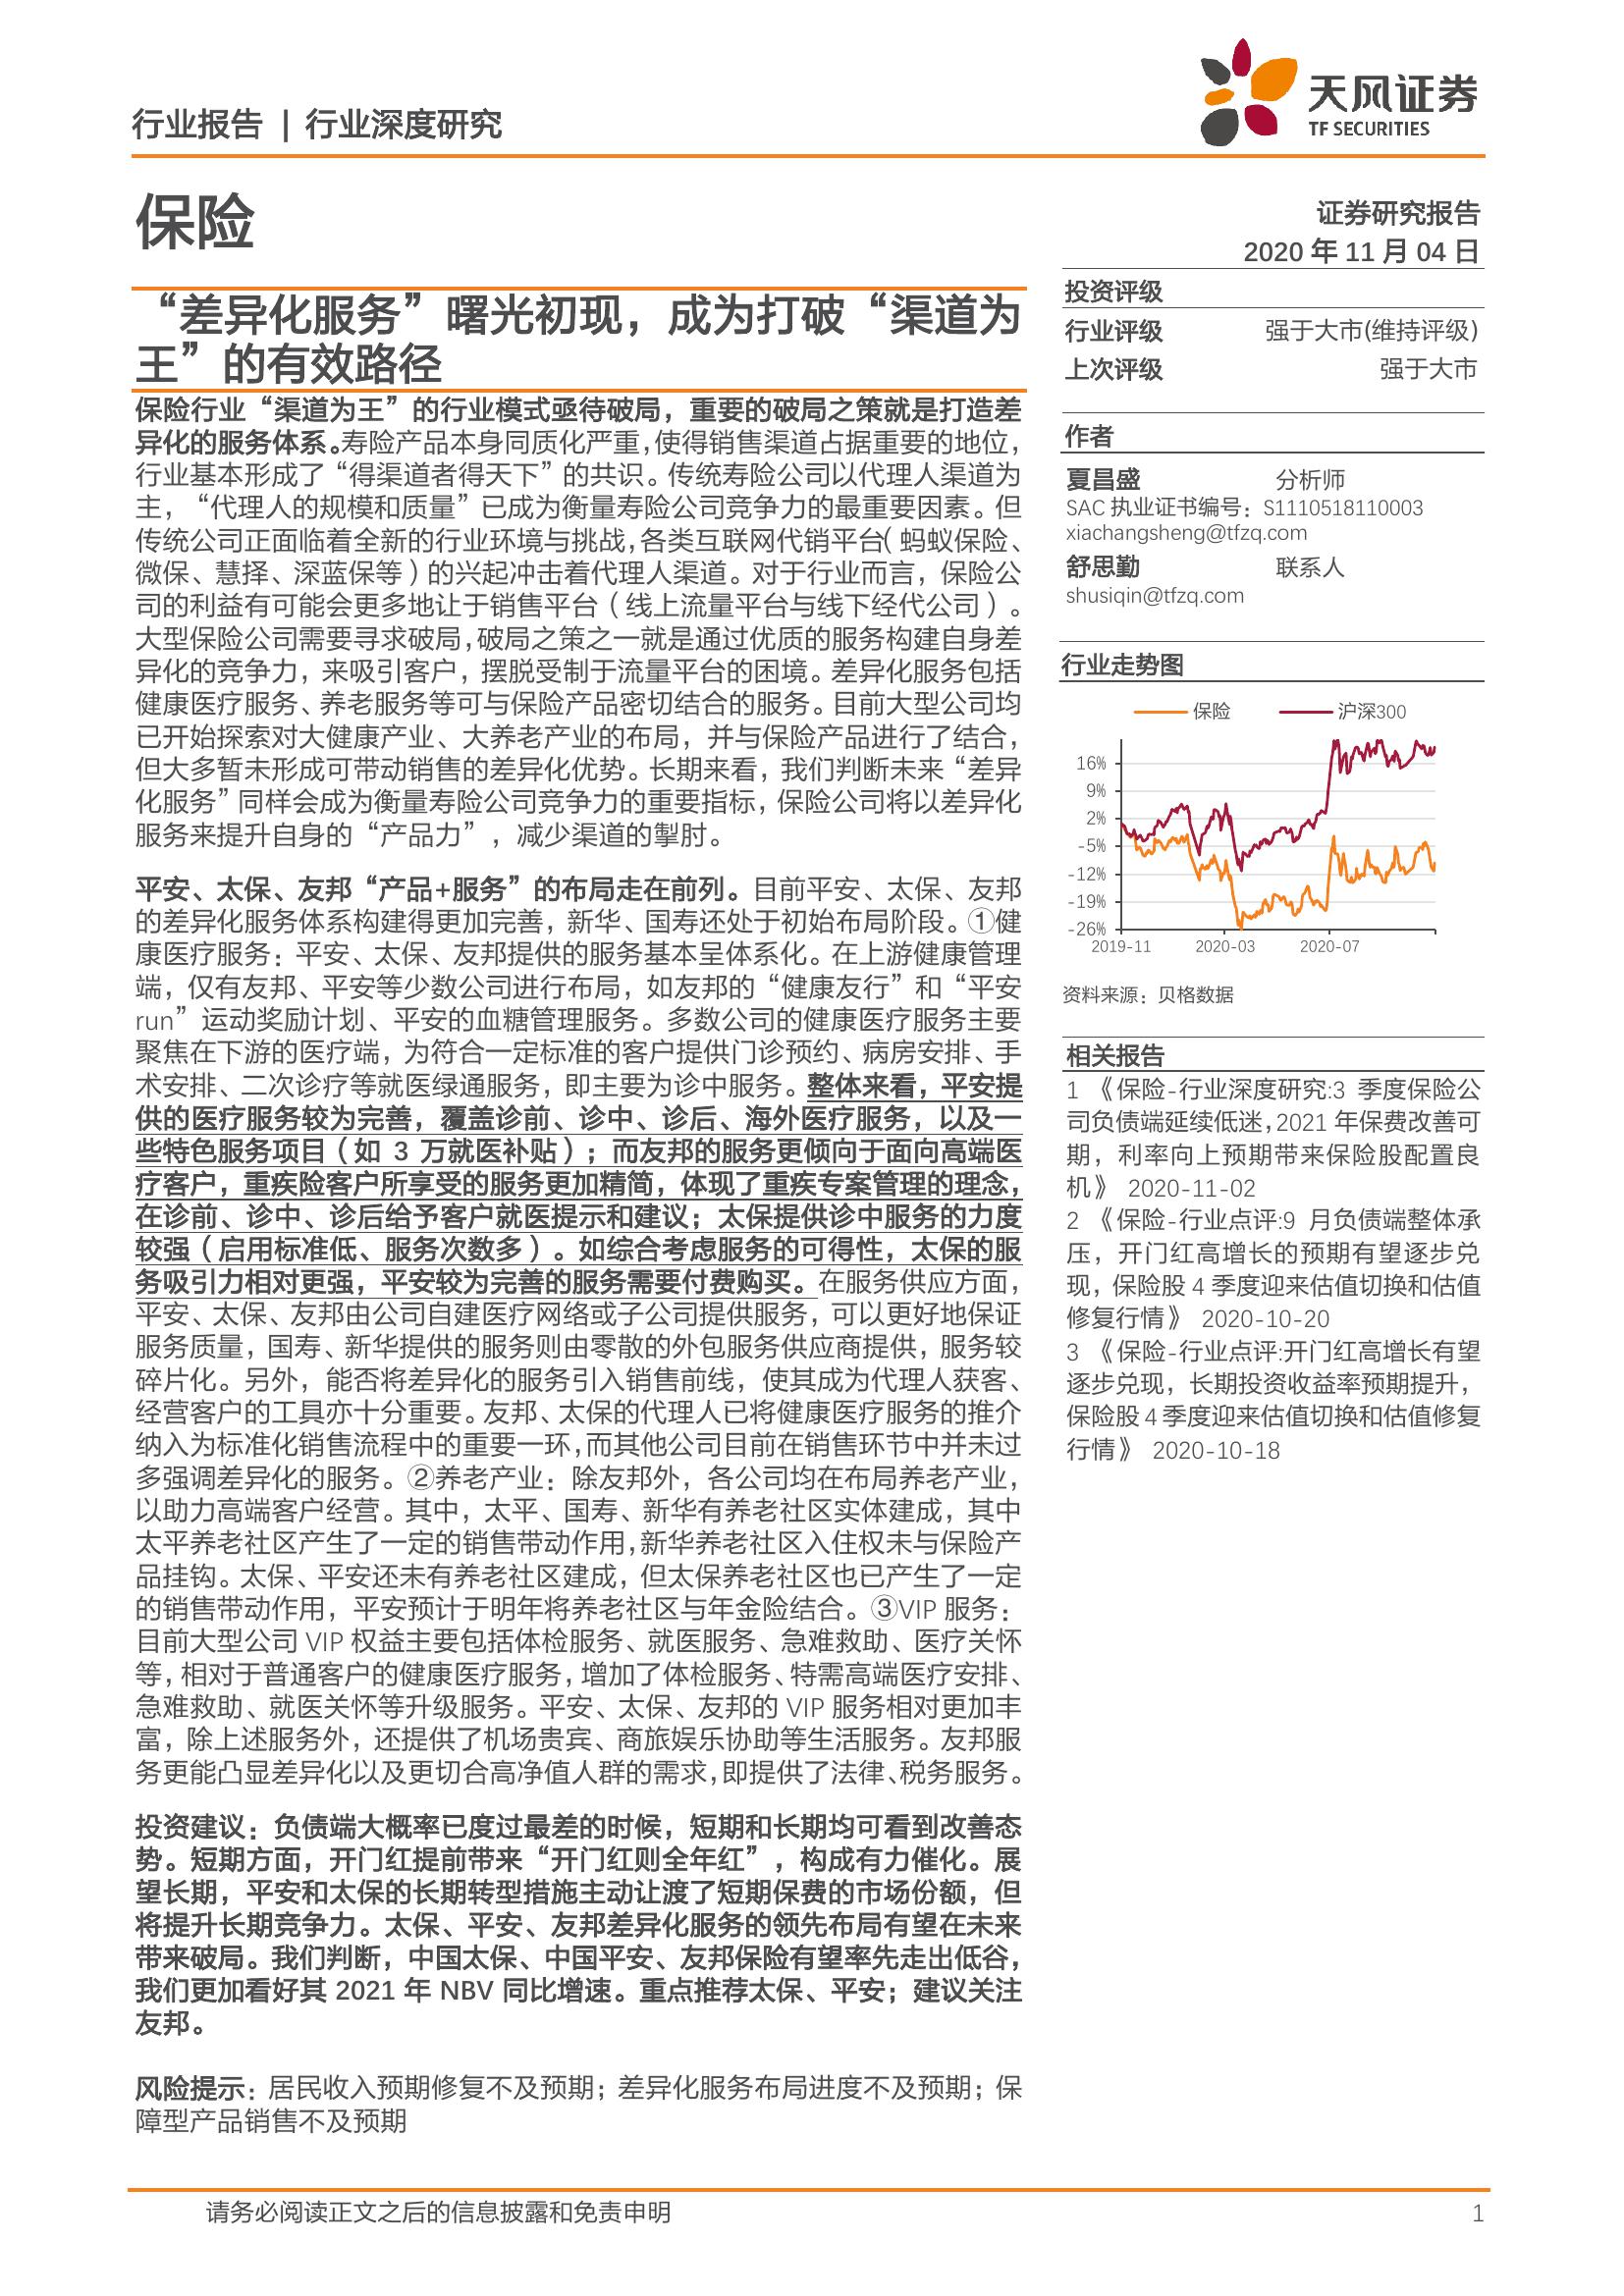 行业报告 | 行业深度研究
天风证券
TF SECURITIES
保险
证券研究报告
2020 年 11 月 04 日
“差异化服务”曙光初现，成为打破“渠道为
王”的有效路径
保险行业“渠道为王”的行业模式亟待破局，重要的破局之策就是打造差
异化的服务体系。寿险产品本身同质化严重，使得销售渠道占据重要的地位，
行业基本形成了“得渠道者得天下”的共识。传统寿险公司以代理人渠道为
主，“代理人的规模和质量”已成为衡量寿险公司竞争力的最重要因素。但
传统公司正面临着全新的行业环境与挑战，各类互联网代销平台（蚂蚁保险、
微保、慧择、深蓝保等）的兴起冲击着代理人渠道。对于行业而言，保险公
司的利益有可能会更多地让于销售平台（线上流量平台与线下经代公司）。
大型保险公司需要寻求破局，破局之策之一就是通过优质的服务构建自身差
异化的竞争力，来吸引客户，摆脱受制于流量平台的困境。差异化服务包括
健康医疗服务、养老服务等可与保险产品密切结合的服务。目前大型公司均
已开始探索对大健康产业、大养老产业的布局，并与保险产品进行了结合，
但大多暂未形成可带动销售的差异化优势。长期来看，我们判断未来“差异
化服务”同样会成为衡量寿险公司竞争力的重要指标，保险公司将以差异化
服务来提升自身的“产品力”，减少渠道的掣肘。
平安、太保、友邦“产品+服务”的布局走在前列。目前平安、太保、友邦
的差异化服务体系构建得更加完善，新华、国寿还处于初始布局阶段。①健
康医疗服务：平安、太保、友邦提供的服务基本呈体系化。在上游健康管理
端，仅有友邦、平安等少数公司进行布局，如友邦的“健康友行”和“平安
run”运动奖励计划、平安的血糖管理服务。多数公司的健康医疗服务主要
聚焦在下游的医疗端，为符合一定标准的客户提供门诊预约、病房安排、手
术安排、二次诊疗等就医绿通服务，即主要为诊中服务。整体来看，平安提
供的医疗服务较为完善，覆盖诊前、诊中、诊后、海外医疗服务，以及一
些特色服务项目（如 3 万就医补贴）；而友邦的服务更倾向于面向高端医
疗客户，重疾险客户所享受的服务更加精简，体现了重疾专案管理的理念，
在诊前、诊中、诊后给予客户就医提示和建议；太保提供诊中服务的力度
较强（启用标准低、服务次数多）。如综合考虑服务的可得性，太保的服
务吸引力相对更强，平安较为完善的服务需要付费购买。在服务供应方面，
平安、太保、友邦由公司自建医疗网络或子公司提供服务，可以更好地保证
服务质量，国寿、新华提供的服务则由零散的外包服务供应商提供，服务较
碎片化。另外，能否将差异化的服务引入销售前线，使其成为代理人获客、
经营客户的工具亦十分重要。友邦、太保的代理人已将健康医疗服务的推介
纳入为标准化销售流程中的重要一环，而其他公司目前在销售环节中并未过
多强调差异化的服务。②养老产业：除友邦外，各公司均在布局养老产业，
以助力高端客户经营。其中，太平、国寿、新华有养老社区实体建成，其中
太平养老社区产生了一定的销售带动作用，新华养老社区入住权未与保险产
品挂钩。太保、平安还未有养老社区建成，但太保养老社区也已产生了一定
的销售带动作用，平安预计于明年将养老社区与年金险结合。③VIP 服务：
目前大型公司 VIP 权益主要包括体检服务、就医服务、急难救助、医疗关怀
等，相对于普通客户的健康医疗服务，增加了体检服务、特需高端医疗安排、
急难救助、就医关怀等升级服务。平安、太保、友邦的 VIP 服务相对更加丰
富，除上述服务外，还提供了机场贵宾、商旅娱乐协助等生活服务。友邦服
务更能凸显差异化以及更切合高净值人群的需求，即提供了法律、税务服务。
投资建议：负债端大概率已度过最差的时候，短期和长期均可看到改善态
势。短期方面，开门红提前带来“开门红则全年红”，构成有力催化。展
望长期，平安和太保的长期转型措施主动让渡了短期保费的市场份额，但
将提升长期竞争力。太保、平安、友邦差异化服务的领先布局有望在未来
带来破局。我们判断，中国太保、中国平安、友邦保险有望率先走出低谷，
我们更加看好其 2021 年 NBV 同比增速。重点推荐太保、平安；建议关注
友邦。
风险提示：居民收入预期修复不及预期；差异化服务布局进度不及预期；保
障型产品销售不及预期
投资评级
行业评级 强于大市(维持评级)
上次评级 强于大市
作者
夏昌盛 分析师
SAC 执业证书编号：S1110518110003
xiachangsheng@tfzq.com
舒思勤 联系人
shusiqin@tfzq.com
行业走势图
保险 沪深300
16%
9%
2%
-5%
-12%
-19%
-26%
2019-11 2020-03 2020-07
资料来源：贝格数据
相关报告
1 《保险-行业深度研究:3 季度保险公
司负债端延续低迷，2021 年保费改善可
期，利率向上预期带来保险股配置良
机》 2020-11-02
2 《保险-行业点评:9 月负债端整体承
压，开门红高增长的预期有望逐步兑
现，保险股 4 季度迎来估值切换和估值
修复行情》 2020-10-20
3 《保险-行业点评:开门红高增长有望
逐步兑现，长期投资收益率预期提升，
保险股 4 季度迎来估值切换和估值修复
行情》 2020-10-18
请务必阅读正文之后的信息披露和免责申明 1